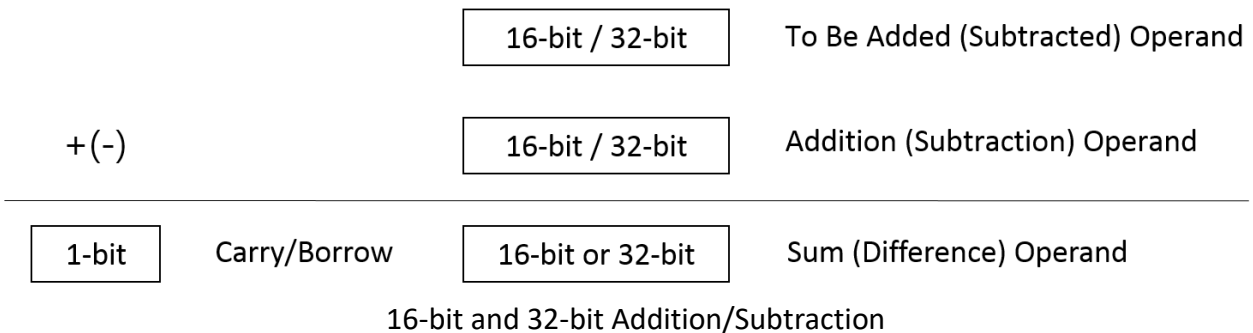 16-bit / 32-bit To Be Added (Subtracted) Operand
+(-) 16-bit / 32-bit Addition (Subtraction) Operand
1-bit Carry/Borrow 16-bit or 32-bit Sum (Difference) Operand
16-bit and 32-bit Addition/Subtraction